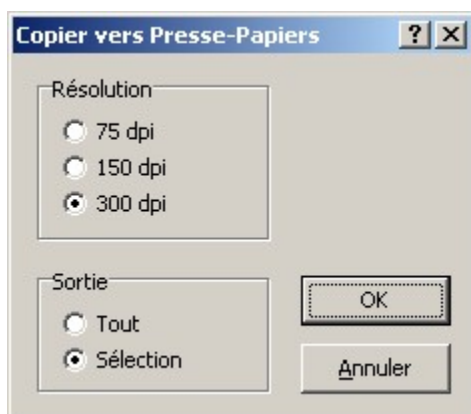 Copier vers Presse-Papiers
Résolution
75 dpi
150 dpi
300 dpi
Sortie
Tout
Sélection
OK
Annuler